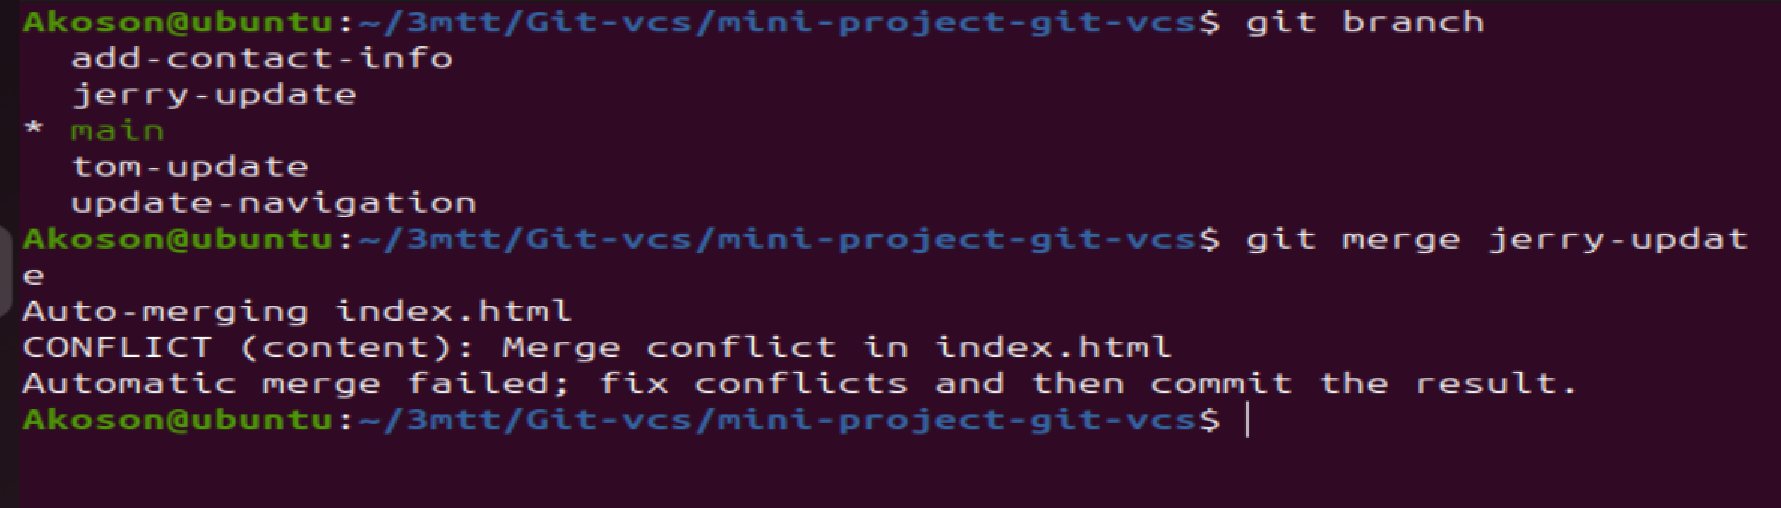 Akoson@ubuntu:~/3mtt/Git-vcs/mini-project-git-vcs$ git branch
  add-contact-info
  jerry-update
* main
  tom-update
  update-navigation
Akoson@ubuntu:~/3mtt/Git-vcs/mini-project-git-vcs$ git merge jerry-updat
e
Auto-merging index.html
CONFLICT (content): Merge conflict in index.html
Automatic merge failed; fix conflicts and then commit the result.
Akoson@ubuntu:~/3mtt/Git-vcs/mini-project-git-vcs$